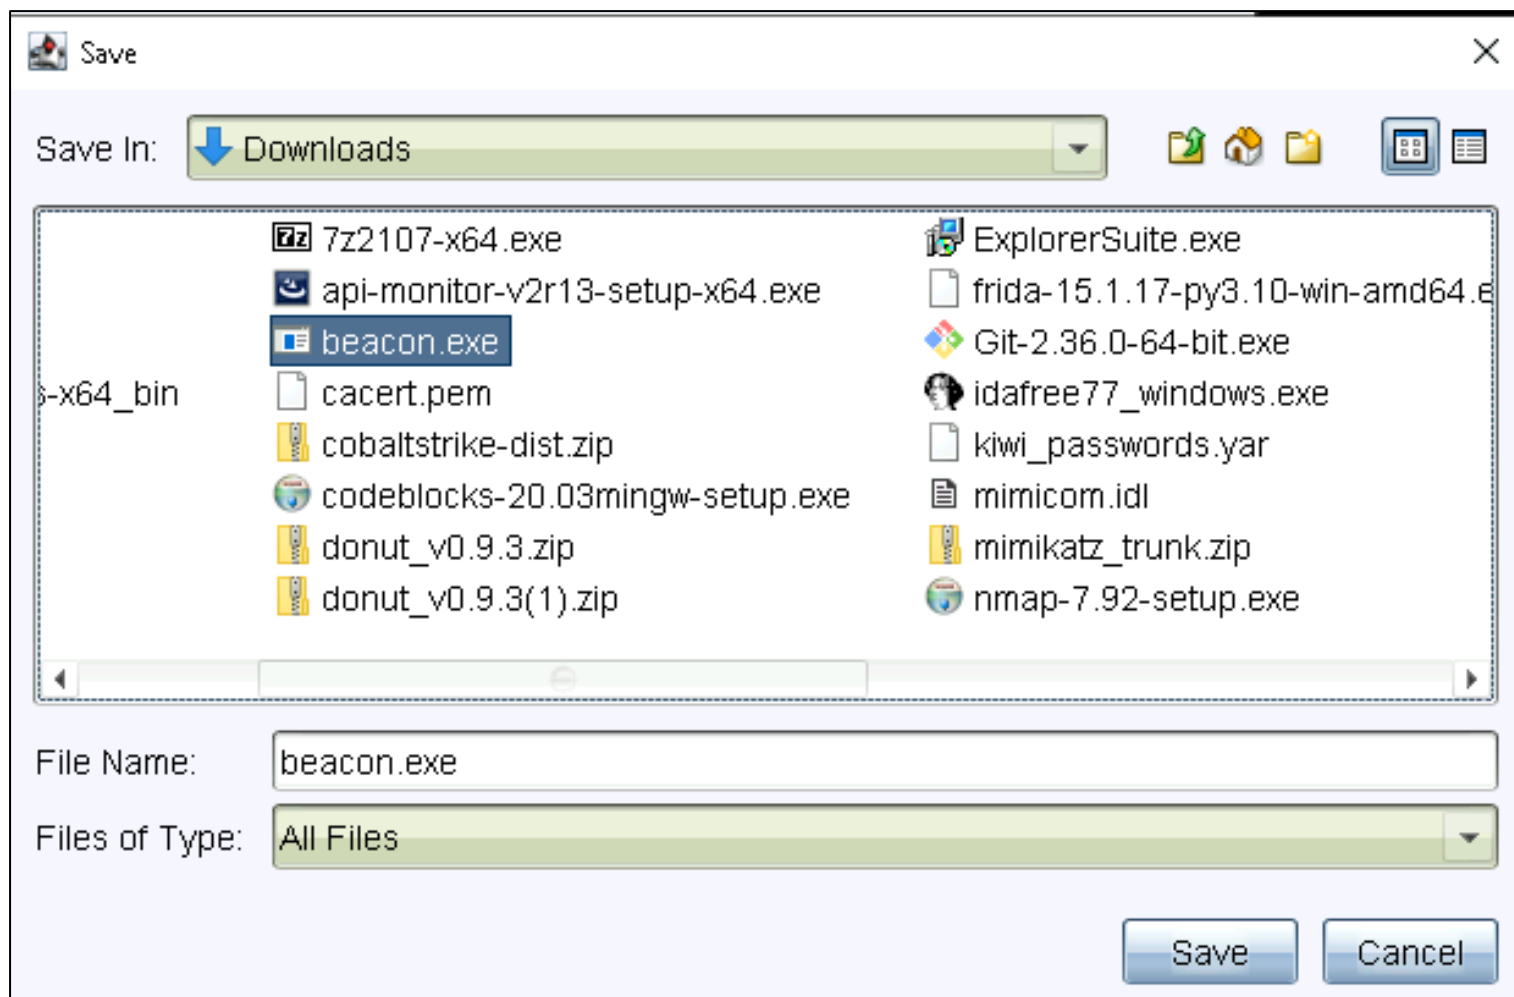 Save
Save In: Downloads
7z2107-x64.exe
api-monitor-v2r13-setup-x64.exe
beacon.exe
s-x64_bin
cacert.pem
cobaltstrike-dist.zip
codeblocks-20.03mingw-setup.exe
donut_v0.9.3.zip
donut_v0.9.3(1).zip
ExplorerSuite.exe
frida-15.1.17-py3.10-win-amd64.e
Git-2.36.0-64-bit.exe
idafree77_windows.exe
kiwi_passwords.yar
mimicom.idl
mimikatz_trunk.zip
nmap-7.92-setup.exe
File Name: beacon.exe
Files of Type: All Files
Save Cancel